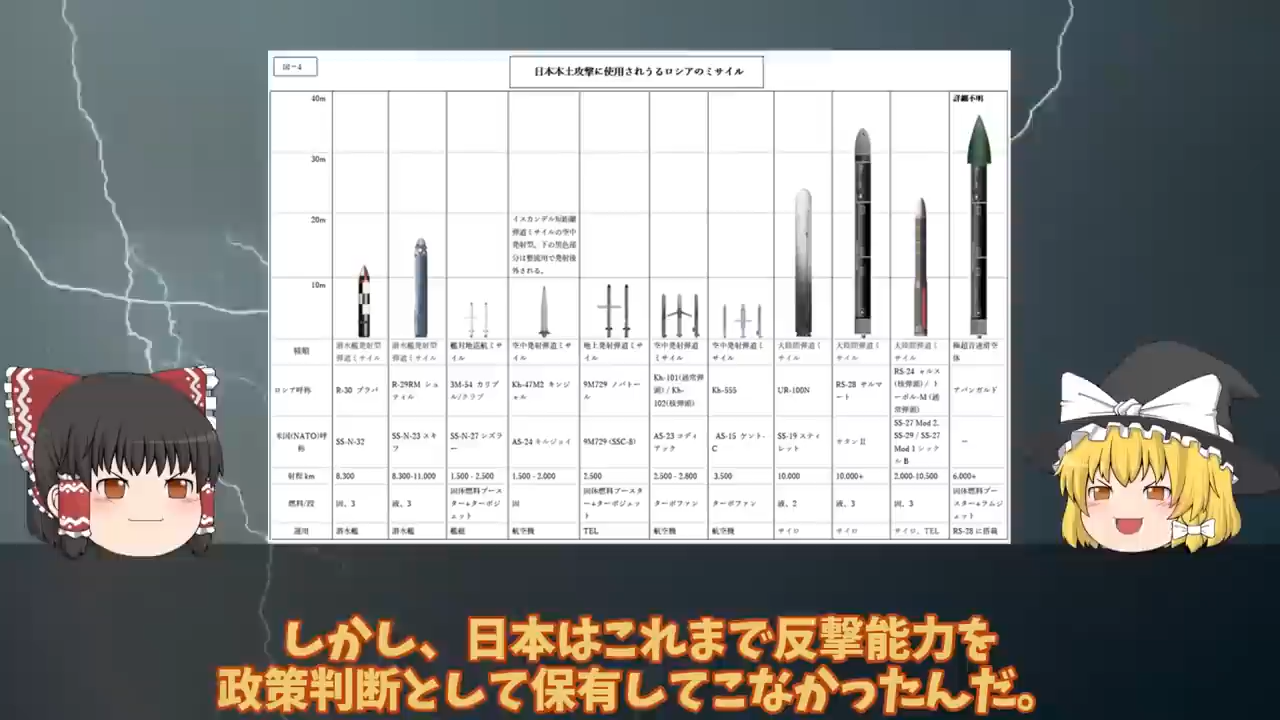 図-4
日本本土攻撃に使用されうるロシアのミサイル
40m
詳細不明
30m
20m
イスカンデル短距離
弾道ミサイルの空中
発射型。下の黒色部
分は整流用で発射後
外される。
10m
種類
潜水艦発射型
弾道ミサイル
潜水艦発射型
弾道ミサイル
艦対地巡航ミサ
イル
空中発射弾道ミ
サイル
地上発射弾道ミ
サイル
空中発射弾道
ミサイル
空中発射弾道ミ
サイル
大陸間弾道ミ
サイル
大陸間弾道ミ
サイル
大陸間弾道ミ
サイル
極超音速滑空
体
ロシア呼称
R-30 ブラバ
R-29RM シュ
ティル
3M-54 カリブ
ル/クラブ
Kh-47M2 キンジ
ャル
9M729 ノバトー
ル
Kh-101(通常弾
頭) / Kh-
102(核弾頭)
Kh-555
UR-100N
RS-28 サルマ
ート
RS-24 ヤルス
(核弾頭) / ト
ーポル-M (通
常弾頭)
アバンガルド
米国(NATO)呼
称
SS-N-32
SS-N-23 スキ
フ
SS-N-27 シズラ
ー
AS-24 キルジョイ
9M729 (SSC-8)
AS-23 コディ
アック
AS-15 ケント-
C
SS-19 スティ
レット
サタン II
SS-27 Mod 2,
SS-29 / SS-27
Mod 1 シック
ル B
--
射程 km
8,300
8,300-11,000
1,500 - 2,500
1,500 - 2,000
2,500
2,500 - 2,800
3,500
10,000
10,000+
2,000-10,500
6,000+
燃料/段
固、3
液、3
固体燃料ブース
ター+ターボジ
ェット
固
固体燃料ブースタ
ー+ターボジェッ
ト
ターボファン
ターボファン
液、2
液、3
固、3
固体燃料ブー
スター+ラムジ
ェット
運用
潜水艦
潜水艦
艦艇
航空機
TEL
航空機
航空機
サイロ
サイロ
サイロ、TEL
RS-28 に搭載
しかし、日本はこれまで反撃能力を
政策判断として保有してこなかったんだ。